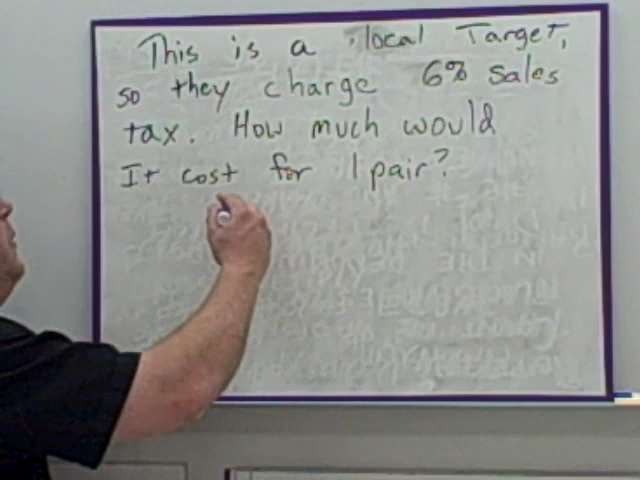 This is a local Target,
so they charge 6% sales
tax. How much would
It cost for 1 pair?